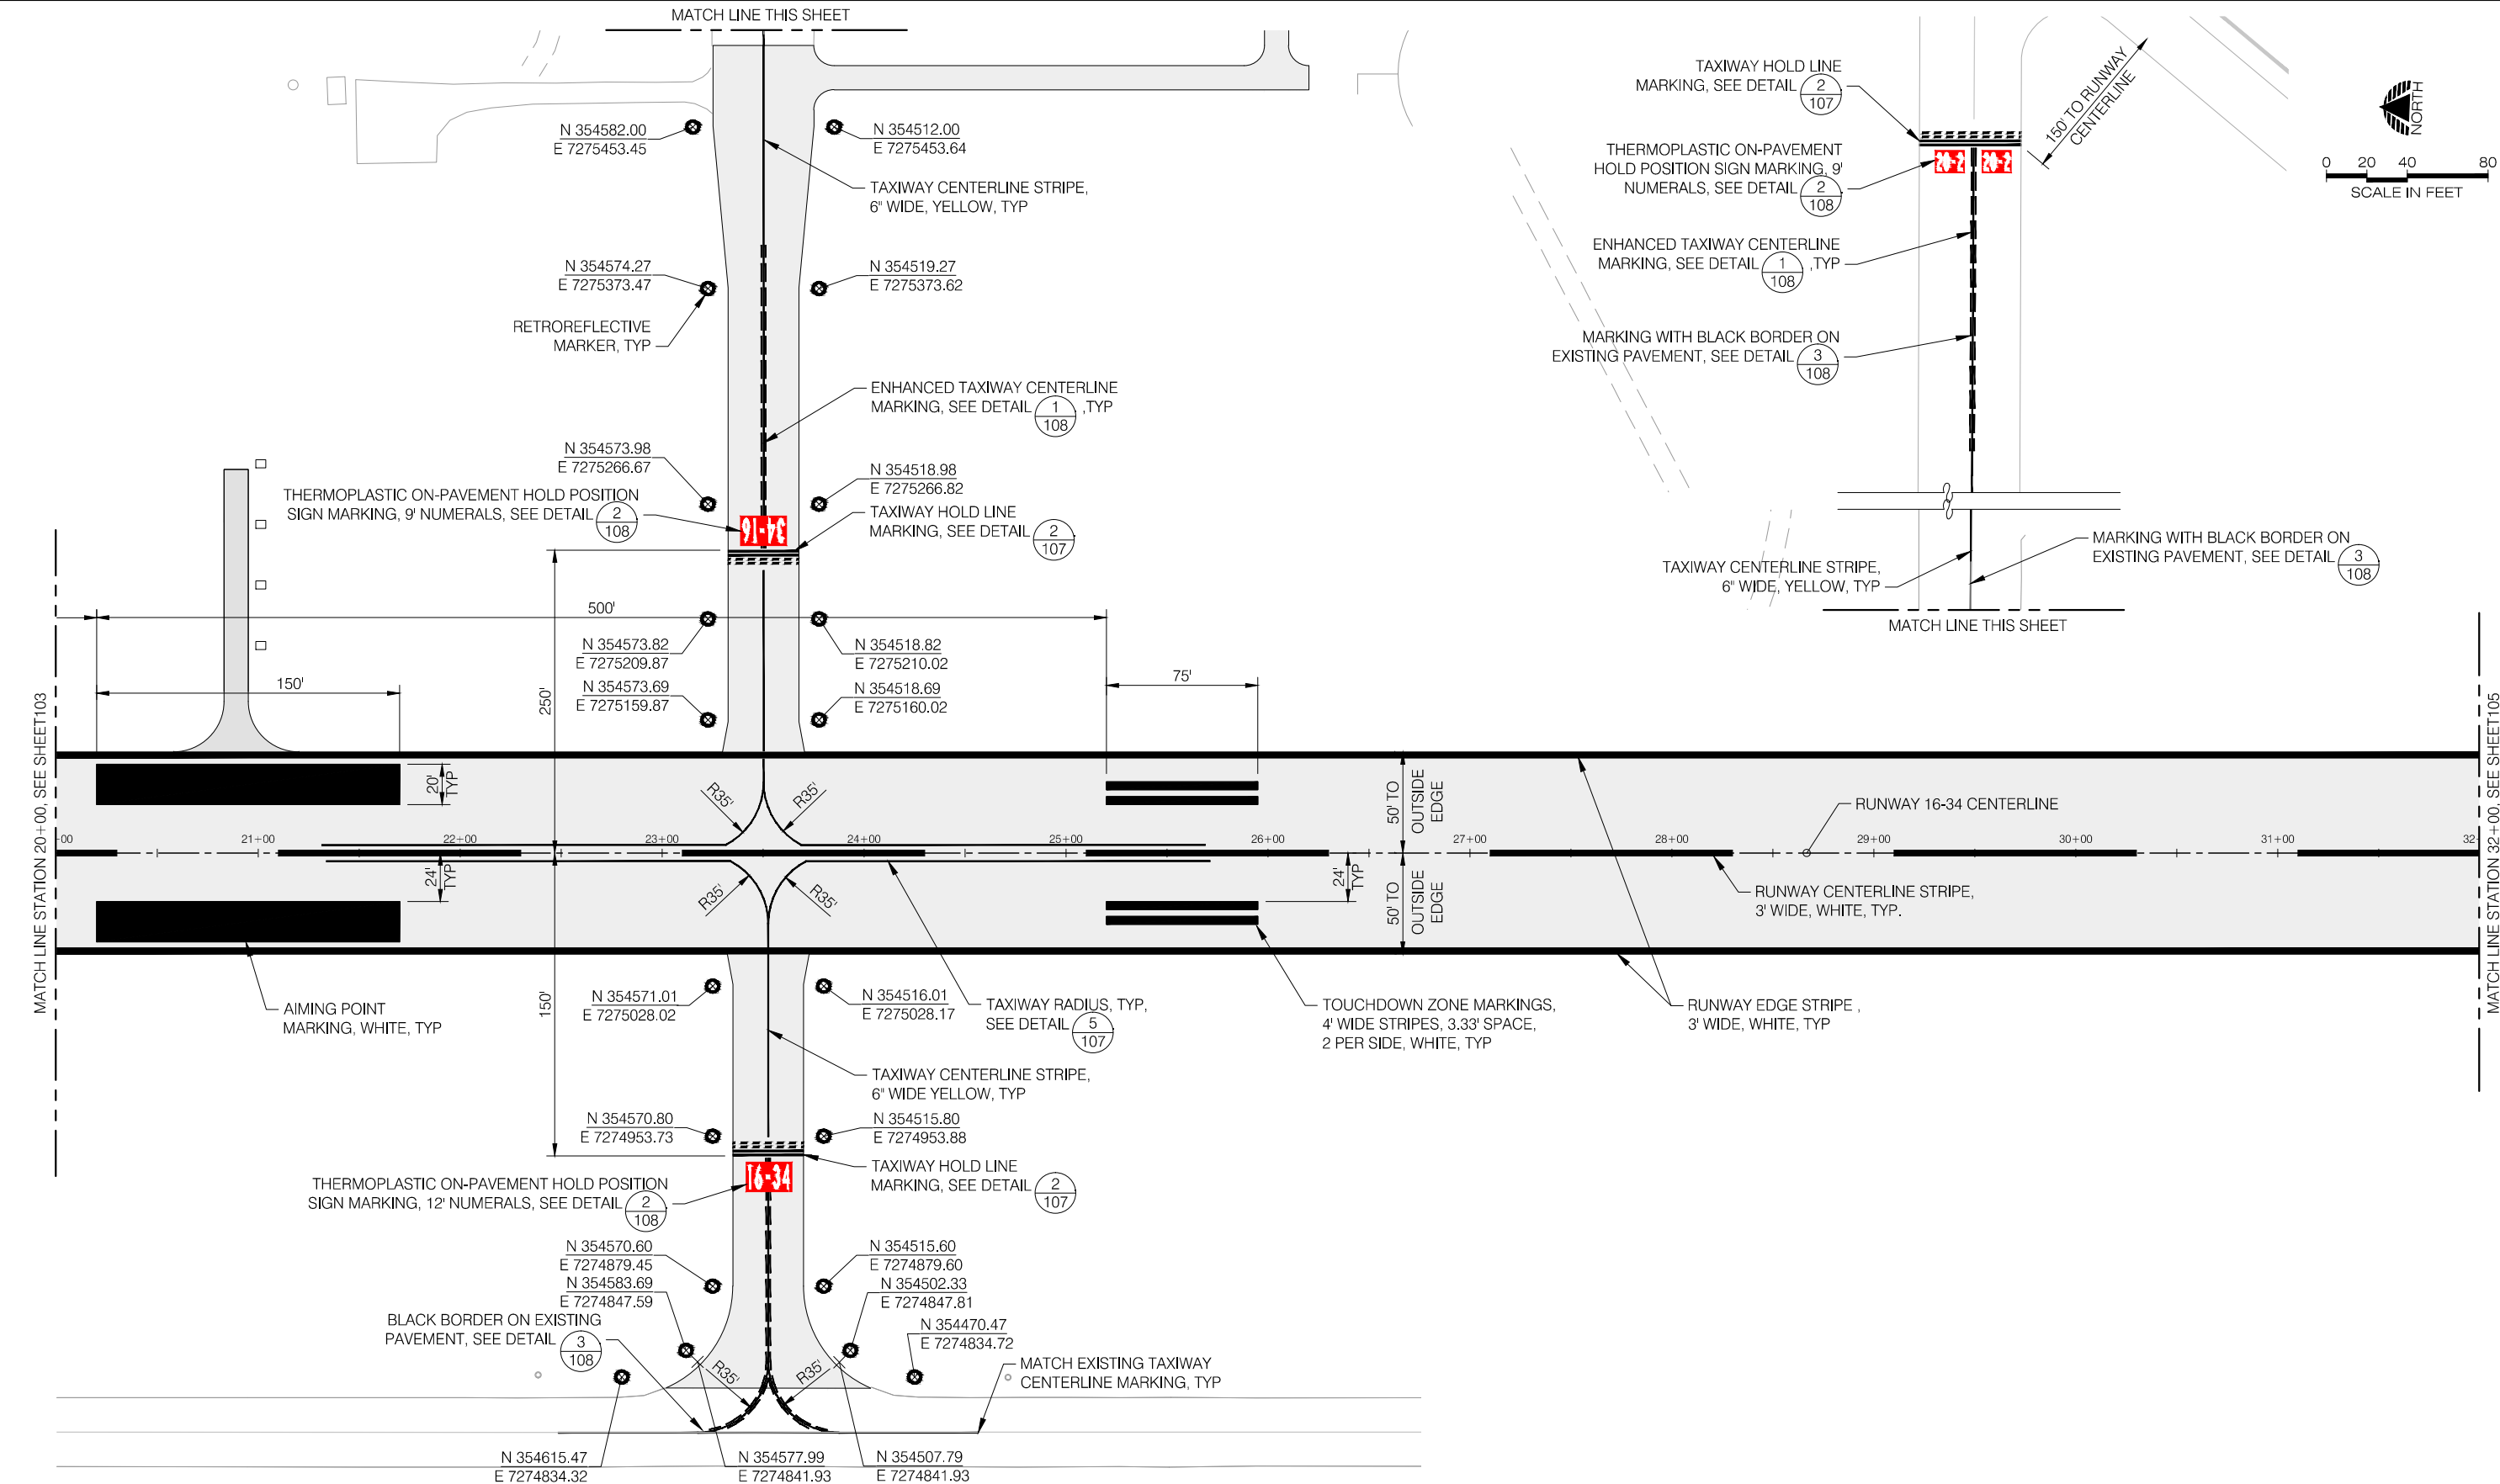 MATCH LINE THIS SHEET
N 354582.00
E 7275453.45
N 354512.00
E 7275453.64
TAXIWAY CENTERLINE STRIPE,
6" WIDE, YELLOW, TYP
N 354574.27
E 7275373.47
N 354519.27
E 7275373.62
RETROREFLECTIVE
MARKER, TYP
ENHANCED TAXIWAY CENTERLINE
MARKING, SEE DETAIL 1 ,TYP
108
N 354573.98
E 7275266.67
N 354518.98
E 7275266.82
THERMOPLASTIC ON-PAVEMENT HOLD POSITION
SIGN MARKING, 9' NUMERALS, SEE DETAIL 2
108
34-16
TAXIWAY HOLD LINE
MARKING, SEE DETAIL 2
107
500'
250'
N 354573.82
E 7275209.87
N 354518.82
E 7275210.02
N 354573.69
E 7275159.87
N 354518.69
E 7275160.02
150'
75'
TAXIWAY HOLD LINE
MARKING, SEE DETAIL 2
107
THERMOPLASTIC ON-PAVEMENT
HOLD POSITION SIGN MARKING, 9'
NUMERALS, SEE DETAIL 2
108
20-2 20-2
150' TO RUNWAY
CENTERLINE
NORTH
0 20 40 80
SCALE IN FEET
ENHANCED TAXIWAY CENTERLINE
MARKING, SEE DETAIL 1 ,TYP
108
MARKING WITH BLACK BORDER ON
EXISTING PAVEMENT, SEE DETAIL 3
108
MARKING WITH BLACK BORDER ON
EXISTING PAVEMENT, SEE DETAIL 3
108
TAXIWAY CENTERLINE STRIPE,
6" WIDE, YELLOW, TYP
MATCH LINE THIS SHEET
MATCH LINE STATION 20+00, SEE SHEET103
MATCH LINE STATION 32+00, SEE SHEET105
20'
TYP
R35'
R35'
50' TO
OUTSIDE
EDGE
RUNWAY 16-34 CENTERLINE
+00 21+00 22+00 23+00 24+00 25+00 26+00 27+00 28+00 29+00 30+00 31+00 32+
24'
TYP
R35'
R35'
24'
TYP
50' TO
OUTSIDE
EDGE
RUNWAY CENTERLINE STRIPE,
3' WIDE, WHITE, TYP.
150'
AIMING POINT
MARKING, WHITE, TYP
N 354571.01
E 7275028.02
N 354516.01
E 7275028.17
TAXIWAY RADIUS, TYP,
SEE DETAIL 5
107
TOUCHDOWN ZONE MARKINGS,
4' WIDE STRIPES, 3.33' SPACE,
2 PER SIDE, WHITE, TYP
RUNWAY EDGE STRIPE ,
3' WIDE, WHITE, TYP
TAXIWAY CENTERLINE STRIPE,
6" WIDE YELLOW, TYP
N 354570.80
E 7274953.73
N 354515.80
E 7274953.88
THERMOPLASTIC ON-PAVEMENT HOLD POSITION
SIGN MARKING, 12' NUMERALS, SEE DETAIL 2
108
16-34
TAXIWAY HOLD LINE
MARKING, SEE DETAIL 2
107
N 354570.60
E 7274879.45
N 354583.69
E 7274847.59
N 354515.60
E 7274879.60
N 354502.33
E 7274847.81
BLACK BORDER ON EXISTING
PAVEMENT, SEE DETAIL 3
108
N 354470.47
E 7274834.72
R35'
R35'
MATCH EXISTING TAXIWAY
CENTERLINE MARKING, TYP
N 354615.47
E 7274834.32
N 354577.99
E 7274841.93
N 354507.79
E 7274841.93